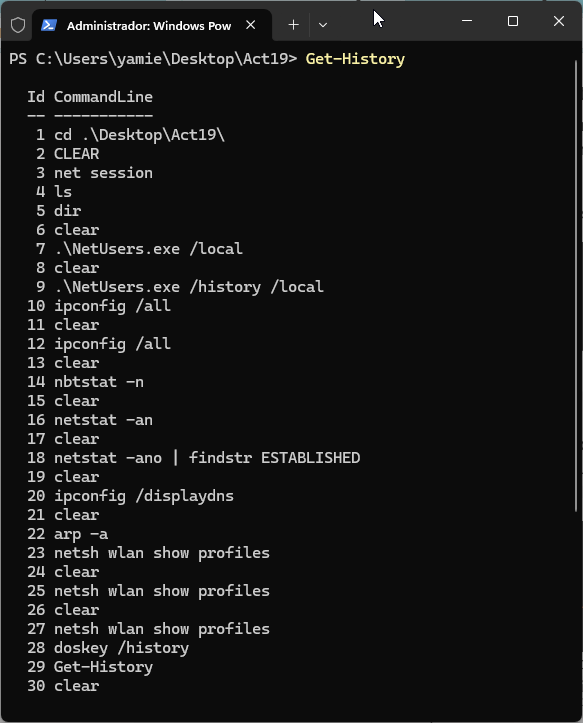 Administrador: Windows Pow
PS C:\Users\yamie\Desktop\Act19> Get-History
Id CommandLine
-- -----------
1 cd .\Desktop\Act19\
2 CLEAR
3 net session
4 ls
5 dir
6 clear
7 .\NetUsers.exe /local
8 clear
9 .\NetUsers.exe /history /local
10 ipconfig /all
11 clear
12 ipconfig /all
13 clear
14 nbtstat -n
15 clear
16 netstat -an
17 clear
18 netstat -ano | findstr ESTABLISHED
19 clear
20 ipconfig /displaydns
21 clear
22 arp -a
23 netsh wlan show profiles
24 clear
25 netsh wlan show profiles
26 clear
27 netsh wlan show profiles
28 doskey /history
29 Get-History
30 clear